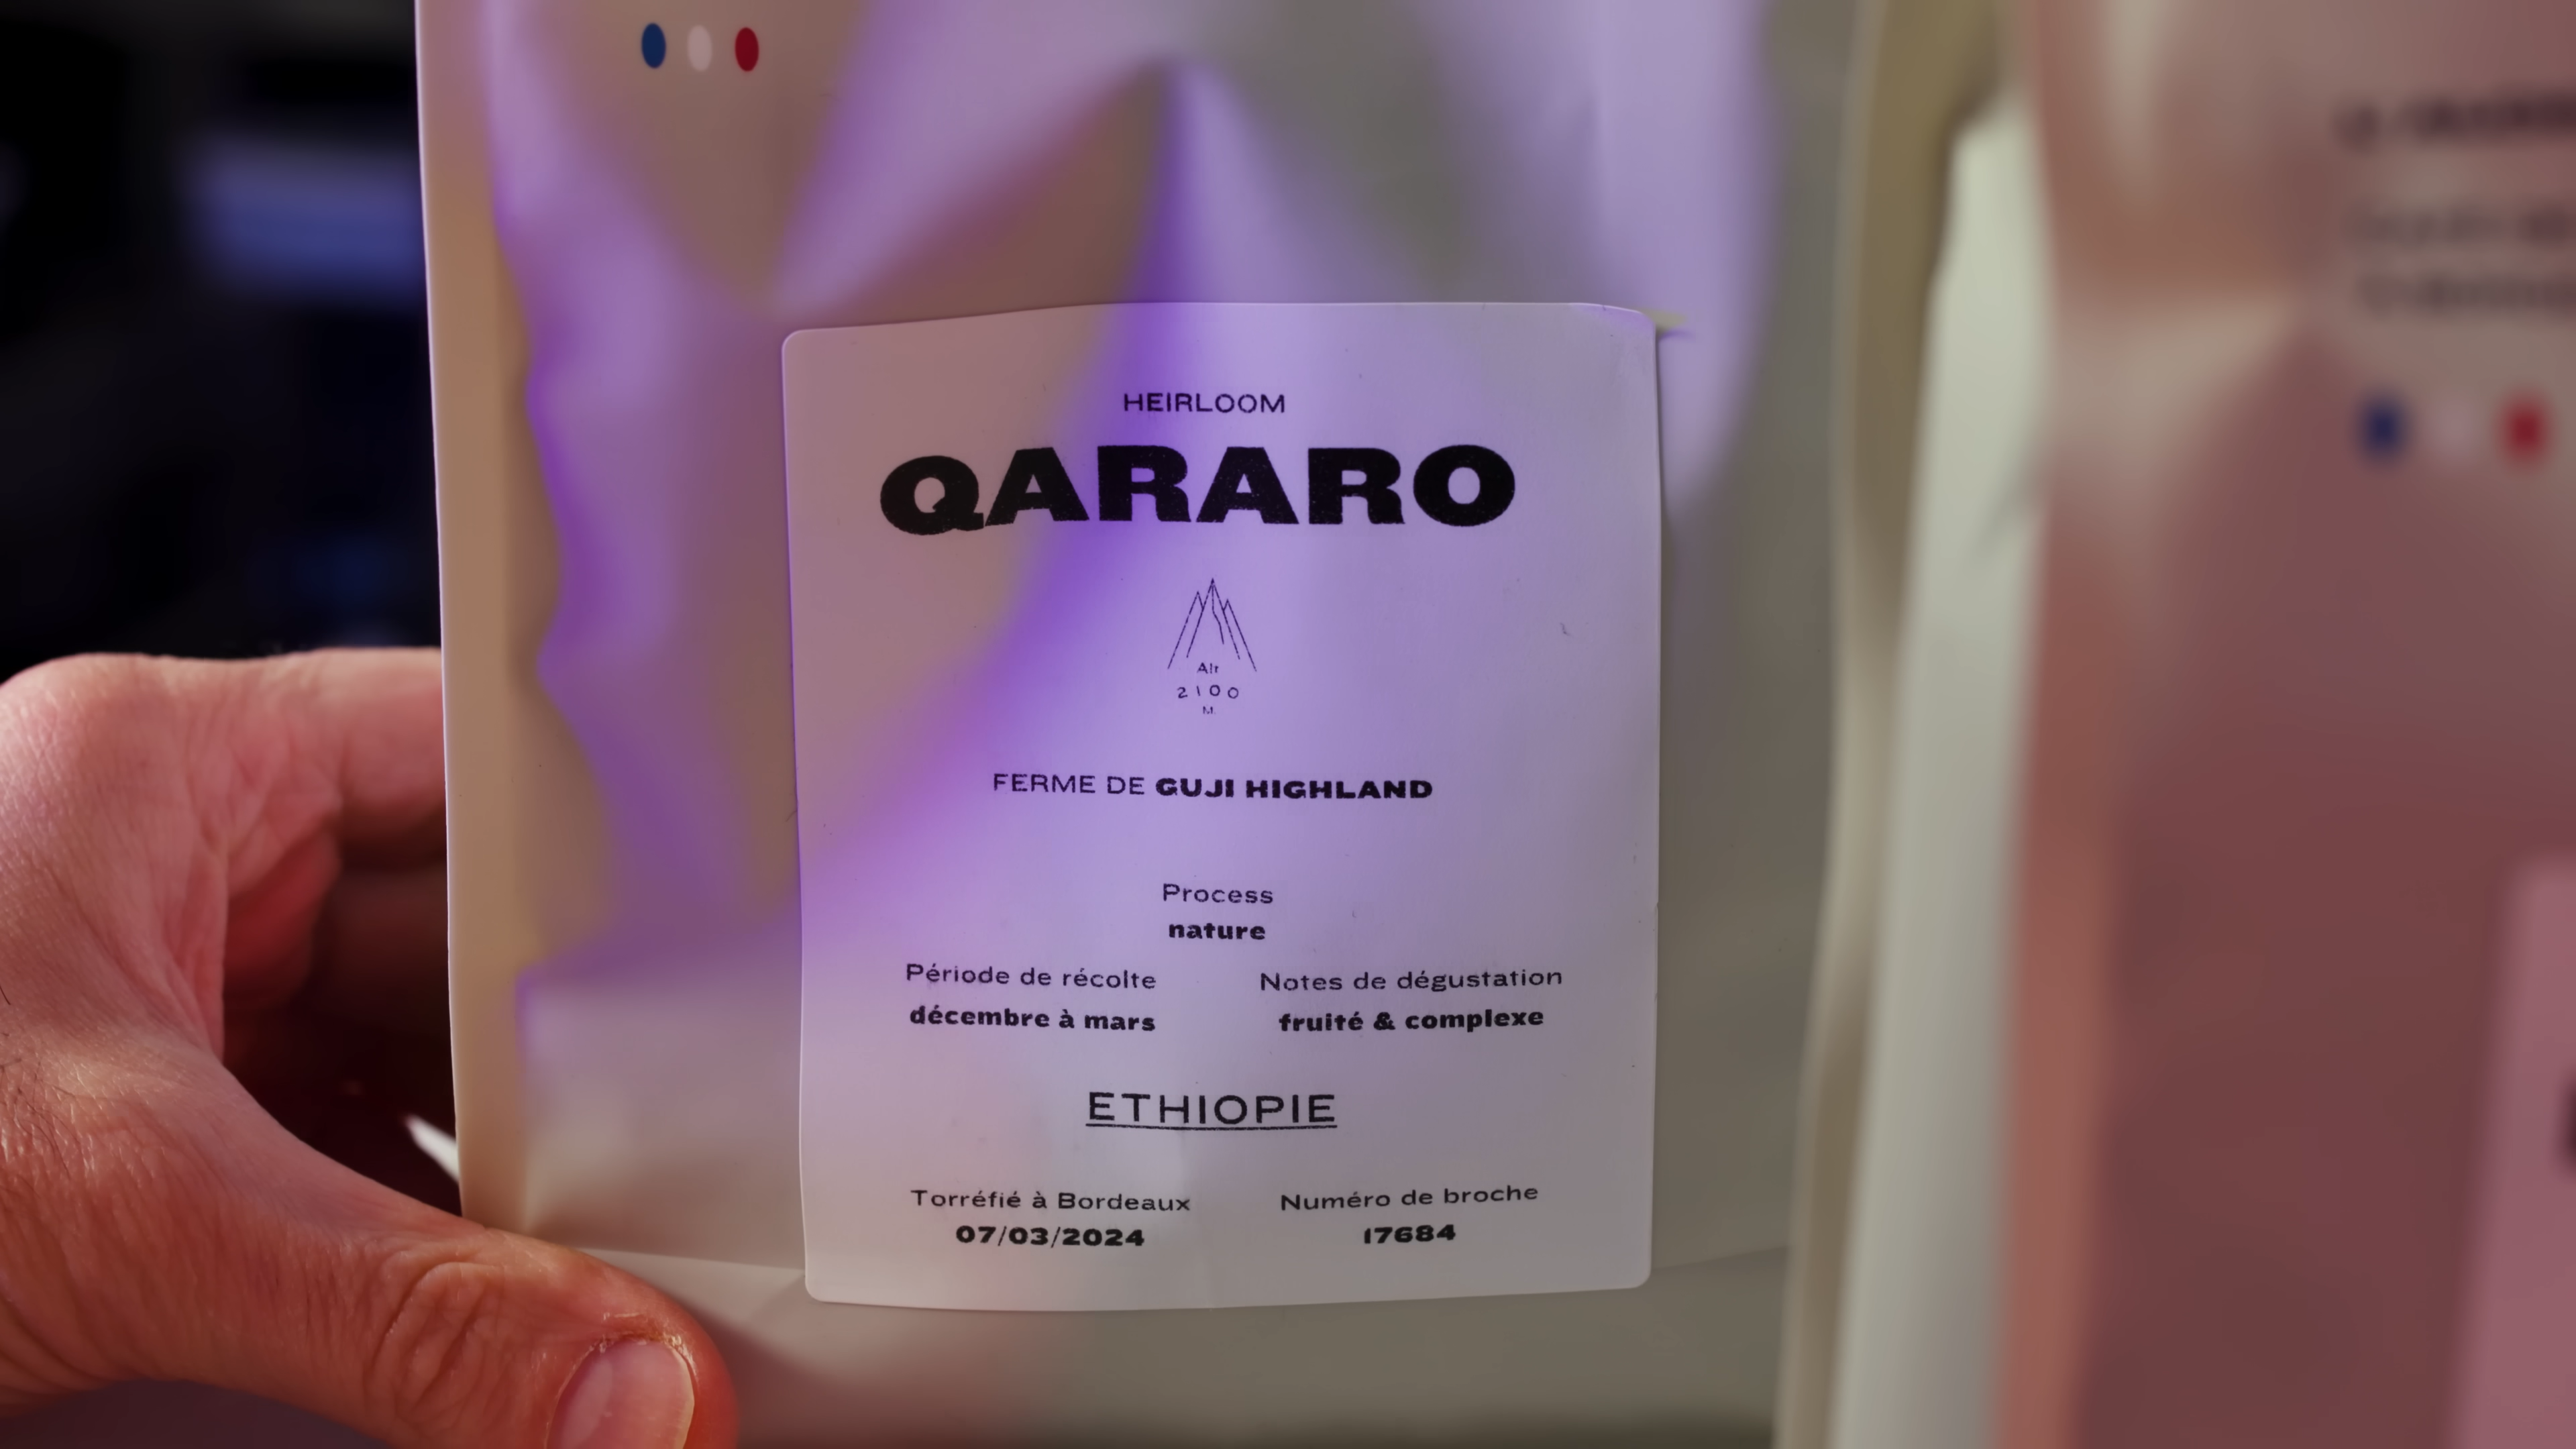 HEIRLOOM
QARARO
Alt
2100
M.
FERME DE GUJI HIGHLAND
Process
nature
Période de récolte
décembre à mars
Notes de dégustation
fruité & complexe
ETHIOPIE
Torréfié à Bordeaux
07/03/2024
Numéro de broche
17684